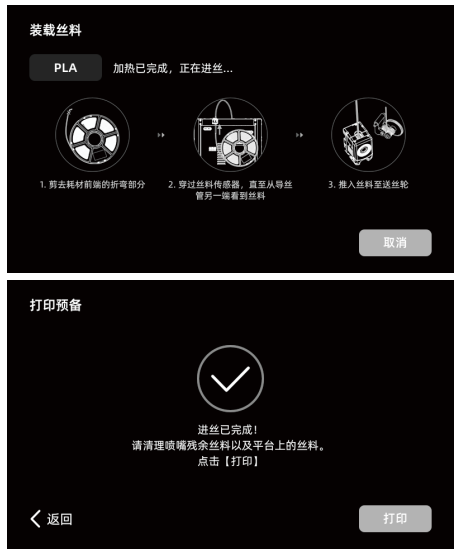 装载丝料
PLA 加热已完成，正在进丝...
1. 剪去耗材前端的折弯部分
2. 穿过丝料传感器，直至从导丝
管另一端看到丝料
3. 推入丝料至送丝轮
取消
打印预备
进丝已完成！
请清理喷嘴残余丝料以及平台上的丝料。
点击【打印】
返回
打印